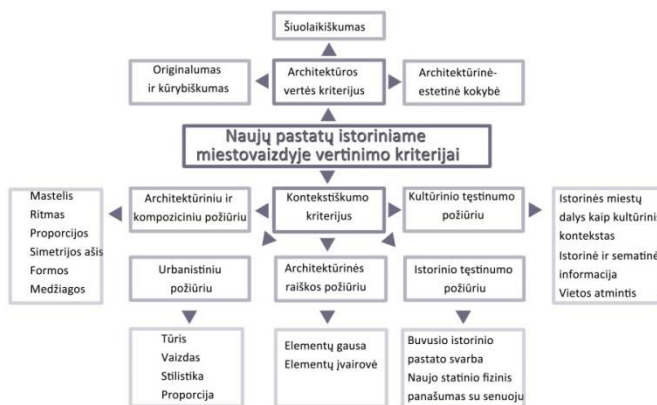 Šiuolaikiškumas
Originalumas
ir kūrybiškumas
Architektūros
vertės kriterijus
Architektūrinė-
estetinė kokybė
Naujų pastatų istoriniame
miestovaizdyje vertinimo kriterijai
Mastelis
Ritmas
Proporcijos
Simetrijos ašis
Formos
Medžiagos
Architektūriniu ir
kompoziciniu požiūriu
Kontekstiškumo
kriterijus
Kultūrinio tęstinumo
požiūriu
Istorinės miestų
dalys kaip kultūrinis
kontekstas
Istorinė ir sematinė
informacija
Vietos atmintis
Urbanistiniu
požiūriu
Architektūrinės
raiškos požiūriu
Istorinio tęstinumo
požiūriu
Tūris
Vaizdas
Stilistika
Proporcija
Elementų gausa
Elementų įvairovė
Buvusio istorinio
pastato svarba
Naujo statinio fizinis
panašumas su senuoju